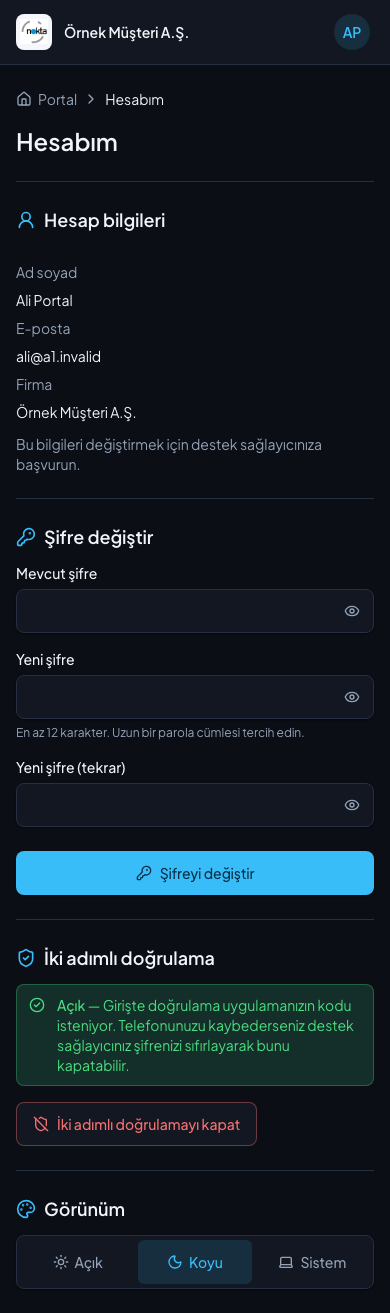 nokta
Örnek Müşteri A.Ş.
AP
Portal
Hesabım
Hesabım
Hesap bilgileri
Ad soyad
Ali Portal
E-posta
ali@a1.invalid
Firma
Örnek Müşteri A.Ş.
Bu bilgileri değiştirmek için destek sağlayıcınıza
başvurun.
Şifre değiştir
Mevcut şifre
Yeni şifre
En az 12 karakter. Uzun bir parola cümlesi tercih edin.
Yeni şifre (tekrar)
Şifreyi değiştir
İki adımlı doğrulama
Açık — Girişte doğrulama uygulamanızın kodu
isteniyor. Telefonunuzu kaybederseniz destek
sağlayıcınız şifrenizi sıfırlayarak bunu
kapatabilir.
İki adımlı doğrulamayı kapat
Görünüm
Açık
Koyu
Sistem